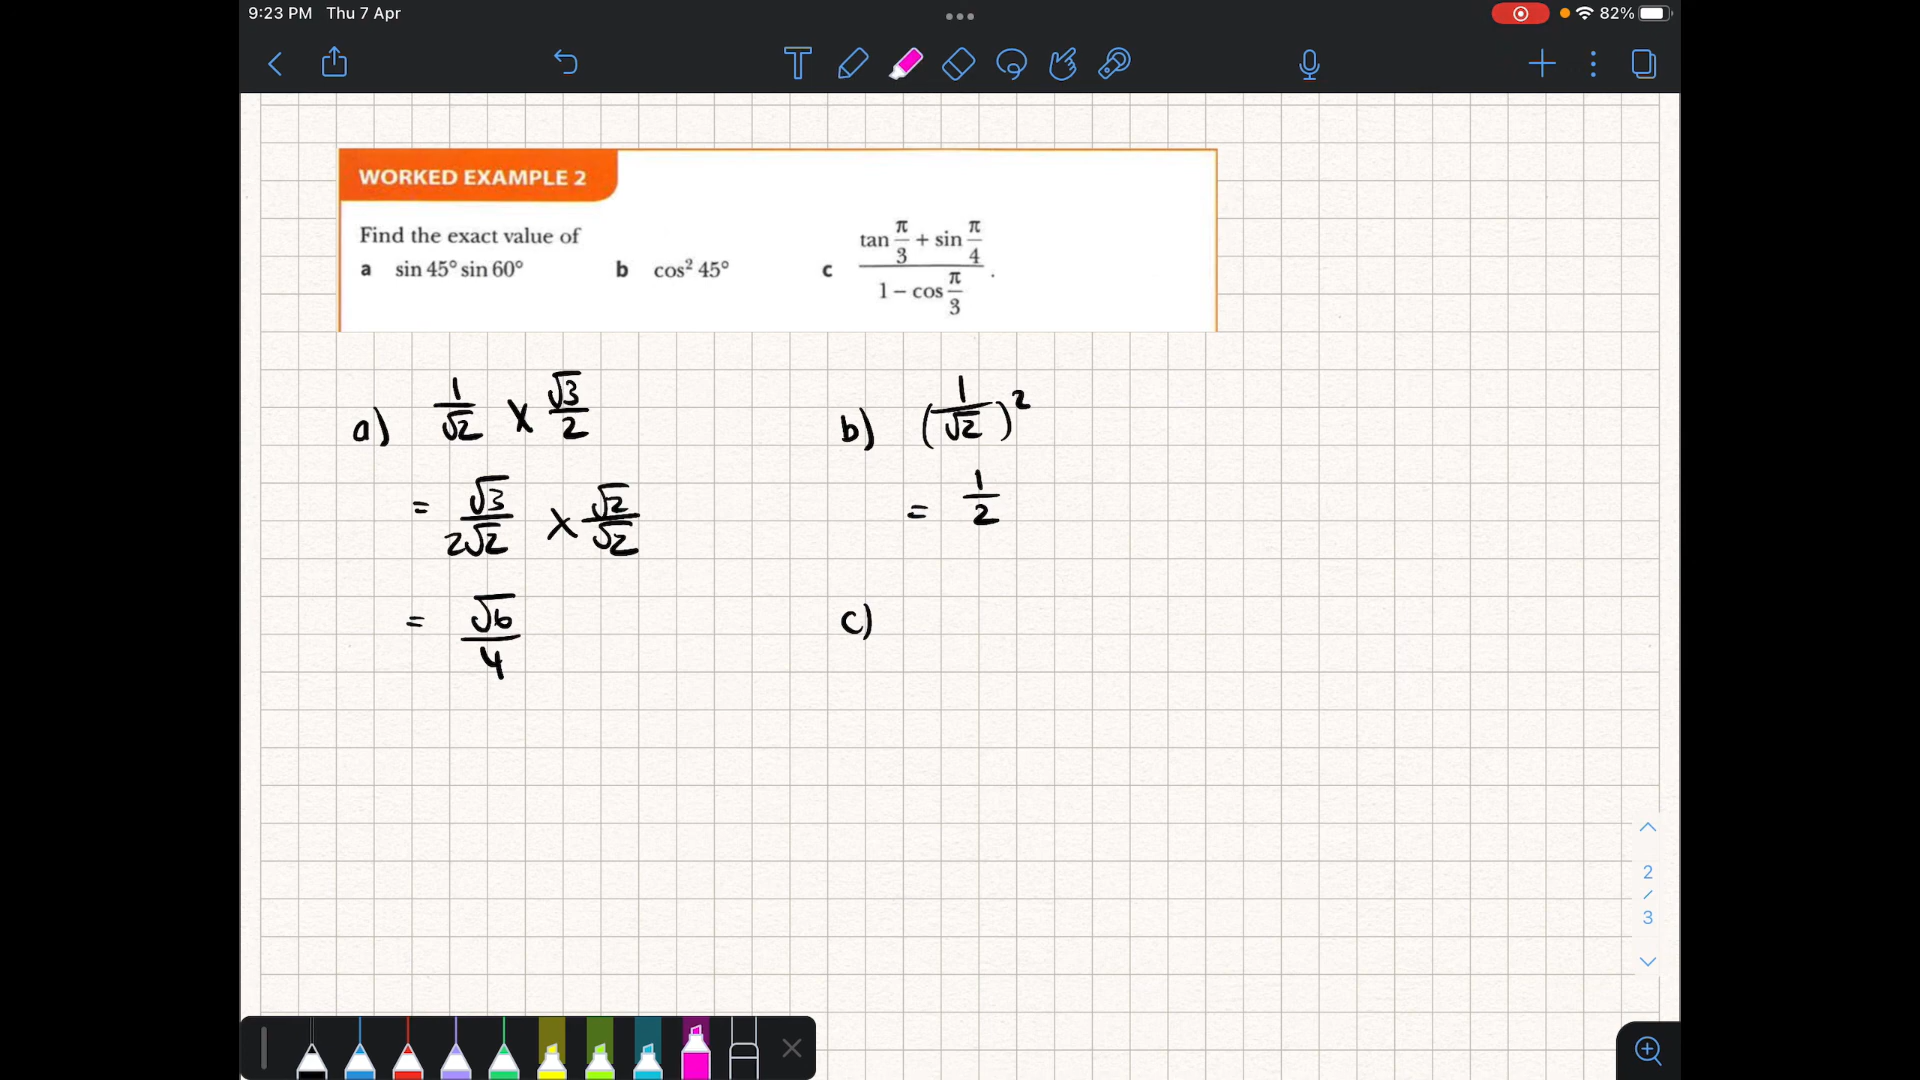 9:23 PM Thu 7 Apr
82%
T
WORKED EXAMPLE 2
Find the exact value of
a sin 45° sin 60° b cos² 45° c (tan π/3 + sin π/4)/(1 − cos π/3).
a) 1/√2 × √3/2
= √3/2√2 × √2/√2
= √6/4
b) (1/√2)²
= 1/2
c)
2
/
3